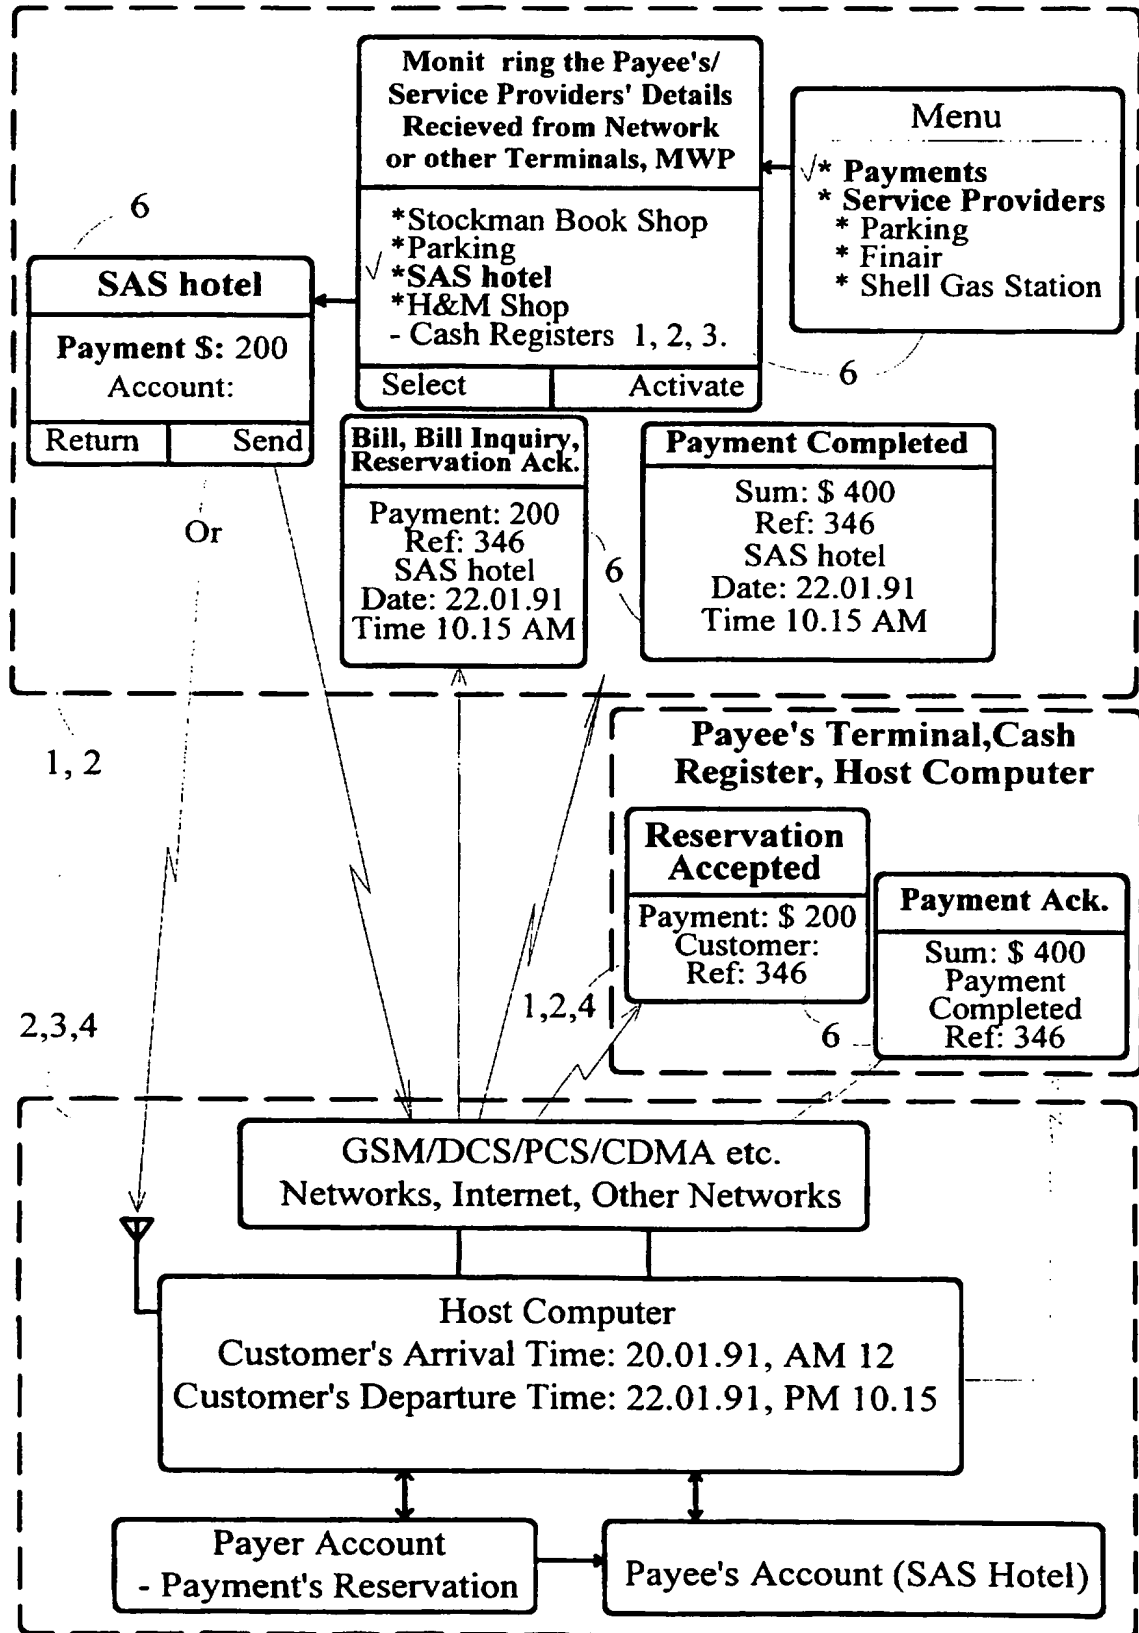 Monit ring the Payee's/
Service Providers' Details
Recieved from Network
or other Terminals, MWP
*Stockman Book Shop
*Parking
*SAS hotel
*H&M Shop
- Cash Registers 1, 2, 3.
Select
Activate
Menu
* Payments
* Service Providers
* Parking
* Finair
* Shell Gas Station
6
6
SAS hotel
Payment $: 200
Account:
Return
Send
Or
Bill, Bill Inquiry,
Reservation Ack.
Payment: 200
Ref: 346
SAS hotel
Date: 22.01.91
Time 10.15 AM
6
Payment Completed
Sum: $ 400
Ref: 346
SAS hotel
Date: 22.01.91
Time 10.15 AM
1, 2
Payee's Terminal,Cash
Register, Host Computer
Reservation
Accepted
Payment: $ 200
Customer:
Ref: 346
Payment Ack.
Sum: $ 400
Payment
Completed
Ref: 346
1,2,4
6
2,3,4
GSM/DCS/PCS/CDMA etc.
Networks, Internet, Other Networks
Host Computer
Customer's Arrival Time: 20.01.91, AM 12
Customer's Departure Time: 22.01.91, PM 10.15
Payer Account
- Payment's Reservation
Payee's Account (SAS Hotel)